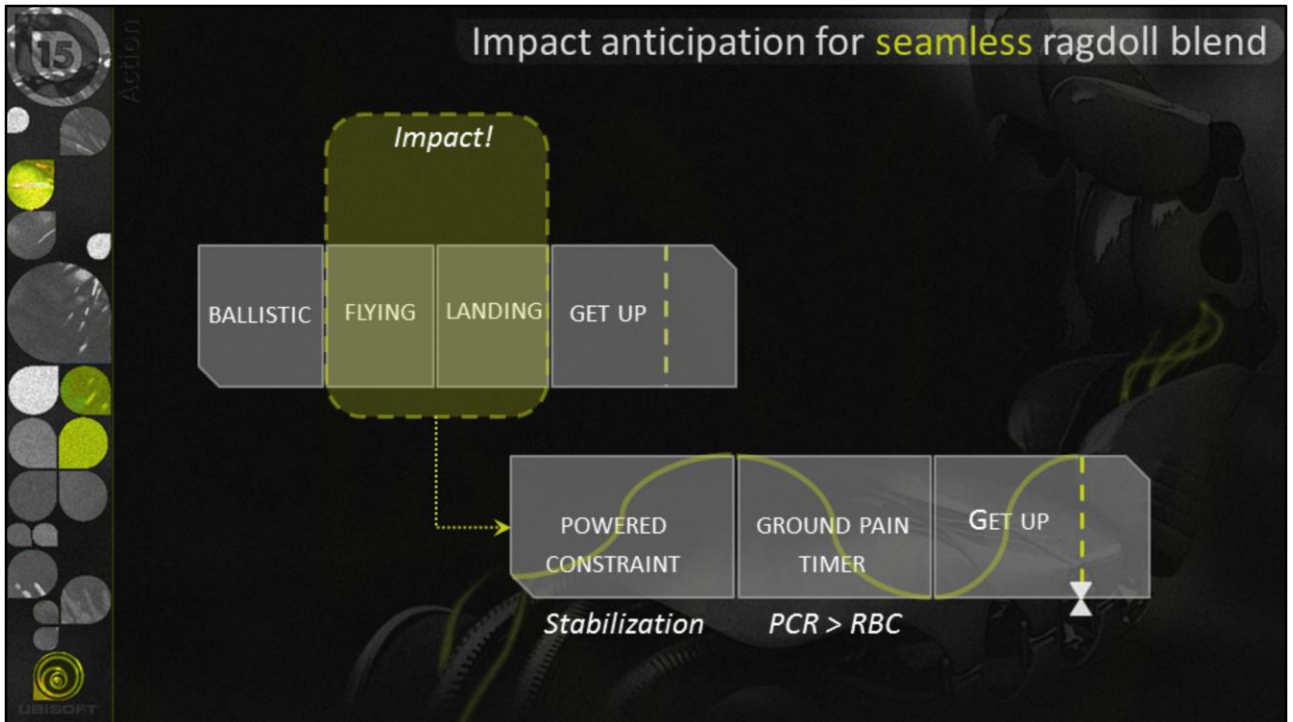 15
Action
Impact anticipation for seamless ragdoll blend
Impact!
BALLISTIC
FLYING
LANDING
GET UP
POWERED
CONSTRAINT
GROUND PAIN
TIMER
GET UP
Stabilization
PCR > RBC
UBISOFT